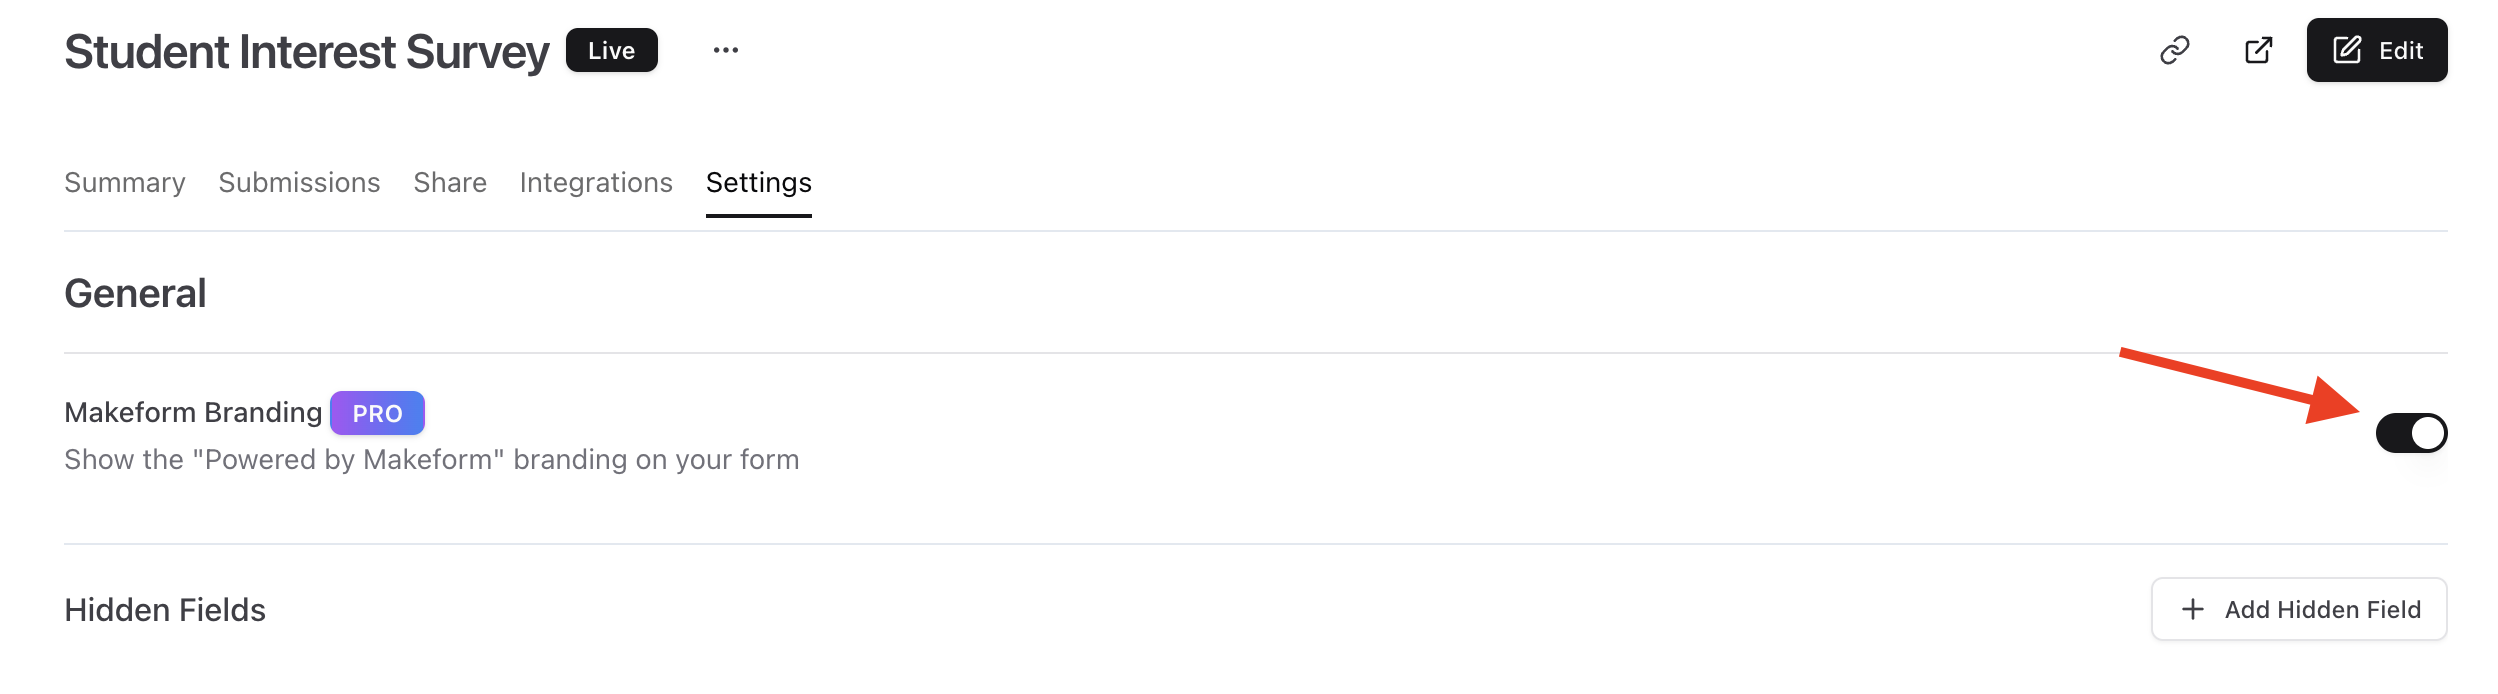 Student Interest Survey Live
Edit
Summary Submissions Share Integrations Settings
General
Makeform Branding PRO
Show the "Powered by Makeform" branding on your form
Hidden Fields
Add Hidden Field